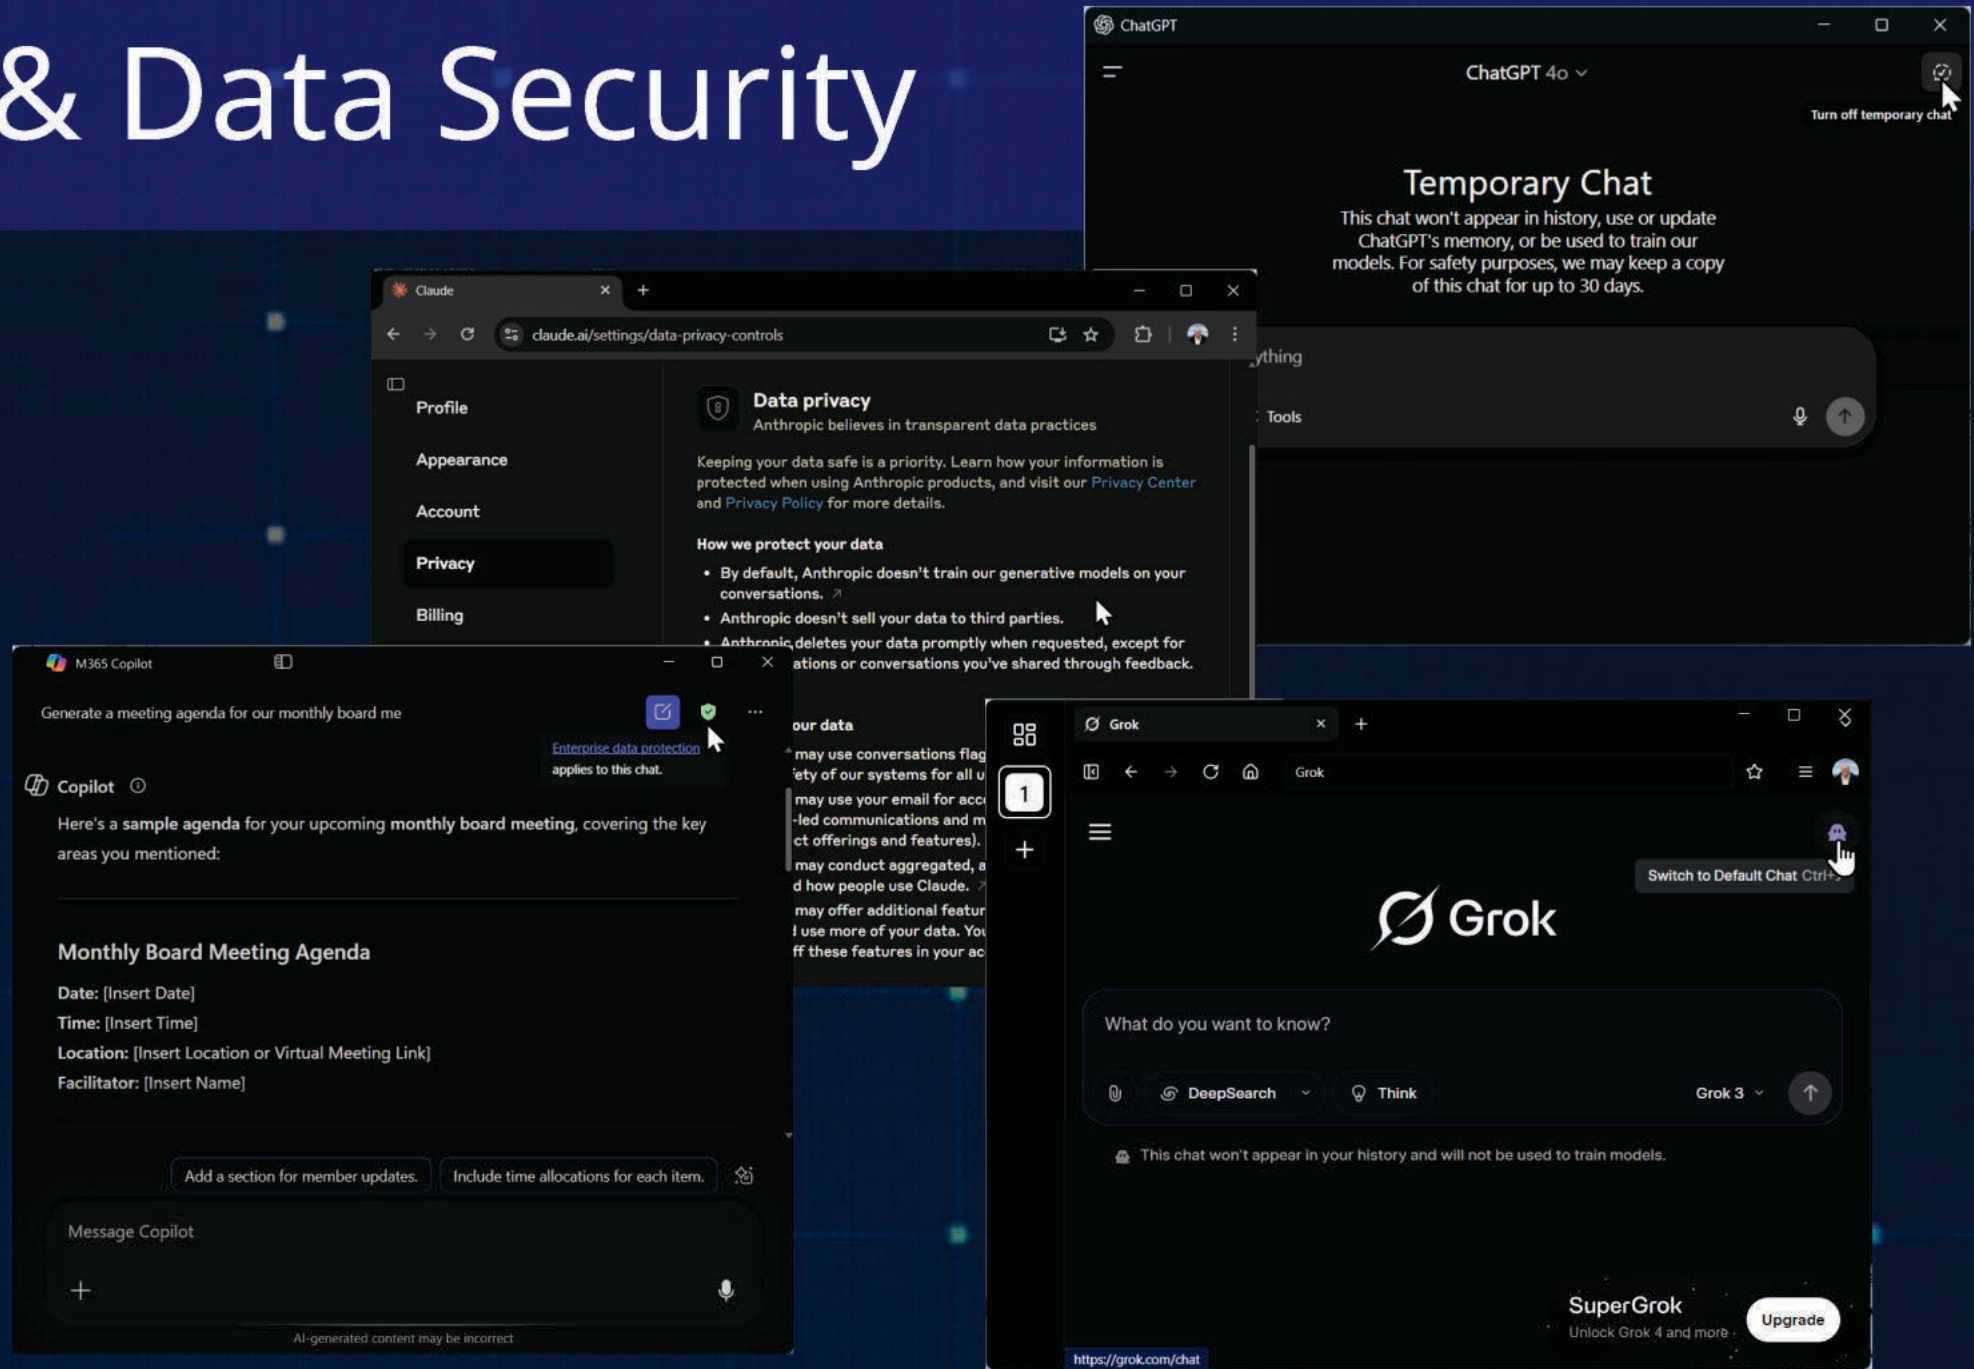 & Data Security
ChatGPT
ChatGPT 4o
Turn off temporary chat
Temporary Chat
This chat won't appear in history, use or update
ChatGPT's memory, or be used to train our
models. For safety purposes, we may keep a copy
of this chat for up to 30 days.
ything
Tools
Claude
claude.ai/settings/data-privacy-controls
Profile
Appearance
Account
Privacy
Billing
Data privacy
Anthropic believes in transparent data practices
Keeping your data safe is a priority. Learn how your information is
protected when using Anthropic products, and visit our Privacy Center
and Privacy Policy for more details.
How we protect your data
• By default, Anthropic doesn't train our generative models on your
conversations.
• Anthropic doesn't sell your data to third parties.
• Anthropic deletes your data promptly when requested, except for
ations or conversations you've shared through feedback.
our data
may use conversations flag
ety of our systems for all u
may use your email for acc
-led communications and m
ct offerings and features).
may conduct aggregated, a
d how people use Claude.
may offer additional featur
use more of your data. You
ff these features in your ac
M365 Copilot
Generate a meeting agenda for our monthly board me
Enterprise data protection
applies to this chat.
Copilot
Here's a sample agenda for your upcoming monthly board meeting, covering the key
areas you mentioned:
Monthly Board Meeting Agenda
Date: [Insert Date]
Time: [Insert Time]
Location: [Insert Location or Virtual Meeting Link]
Facilitator: [Insert Name]
Add a section for member updates.
Include time allocations for each item.
Message Copilot
AI-generated content may be incorrect
Grok
1
Grok
Switch to Default Chat Ctrl+
Grok
What do you want to know?
DeepSearch
Think
Grok 3
This chat won't appear in your history and will not be used to train models.
SuperGrok
Unlock Grok 4 and more
Upgrade
https://grok.com/chat